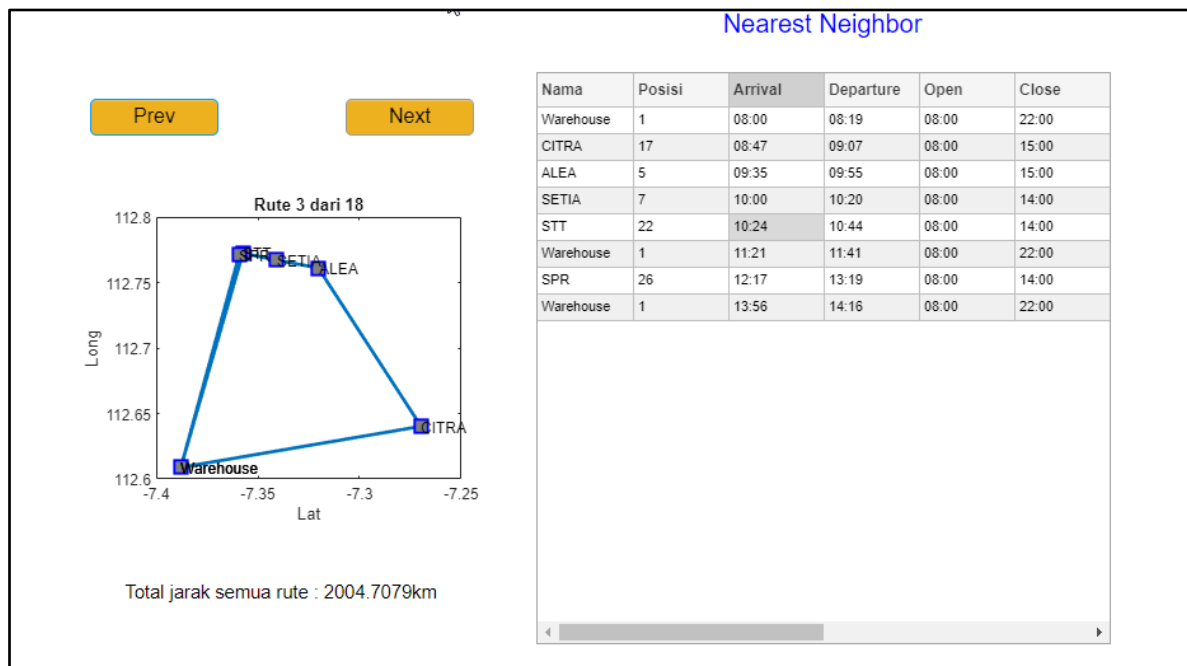 Nearest Neighbor
Prev
Next
Nama Posisi Arrival Departure Open Close
Warehouse 1 08:00 08:19 08:00 22:00
CITRA 17 08:47 09:07 08:00 15:00
ALEA 5 09:35 09:55 08:00 15:00
SETIA 7 10:00 10:20 08:00 14:00
STT 22 10:24 10:44 08:00 14:00
Warehouse 1 11:21 11:41 08:00 22:00
SPR 26 12:17 13:19 08:00 14:00
Warehouse 1 13:56 14:16 08:00 22:00
Rute 3 dari 18
112.8
112.75
112.7
112.65
112.6
Long
STT
SPR
SETIA
ALEA
CITRA
Warehouse
-7.4 -7.35 -7.3 -7.25
Lat
Total jarak semua rute : 2004.7079km